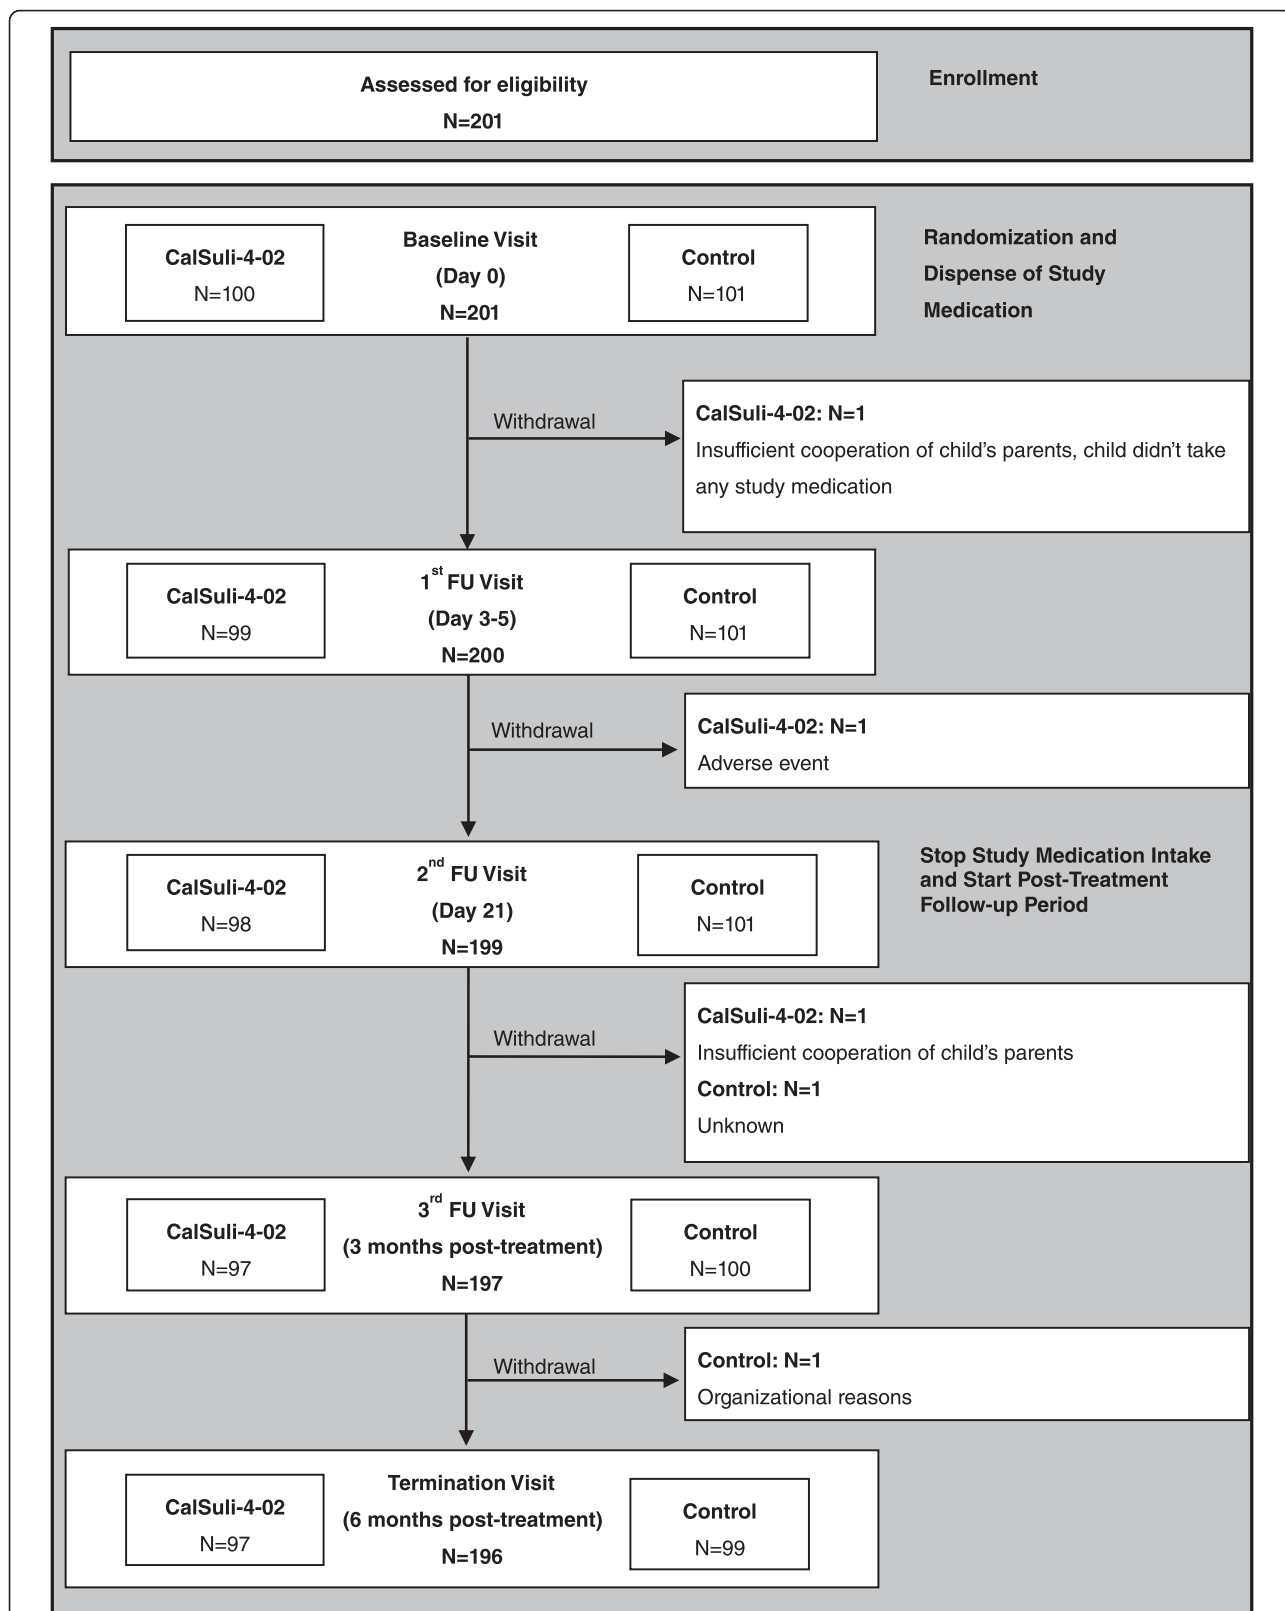 Assessed for eligibility
N=201
Enrollment
CalSuli-4-02
N=100
Baseline Visit
(Day 0)
N=201
Control
N=101
Randomization and
Dispense of Study
Medication
Withdrawal
CalSuli-4-02: N=1
Insufficient cooperation of child’s parents, child didn’t take
any study medication
CalSuli-4-02
N=99
1st FU Visit
(Day 3-5)
N=200
Control
N=101
Withdrawal
CalSuli-4-02: N=1
Adverse event
CalSuli-4-02
N=98
2nd FU Visit
(Day 21)
N=199
Control
N=101
Stop Study Medication Intake
and Start Post-Treatment
Follow-up Period
Withdrawal
CalSuli-4-02: N=1
Insufficient cooperation of child’s parents
Control: N=1
Unknown
CalSuli-4-02
N=97
3rd FU Visit
(3 months post-treatment)
N=197
Control
N=100
Withdrawal
Control: N=1
Organizational reasons
CalSuli-4-02
N=97
Termination Visit
(6 months post-treatment)
N=196
Control
N=99